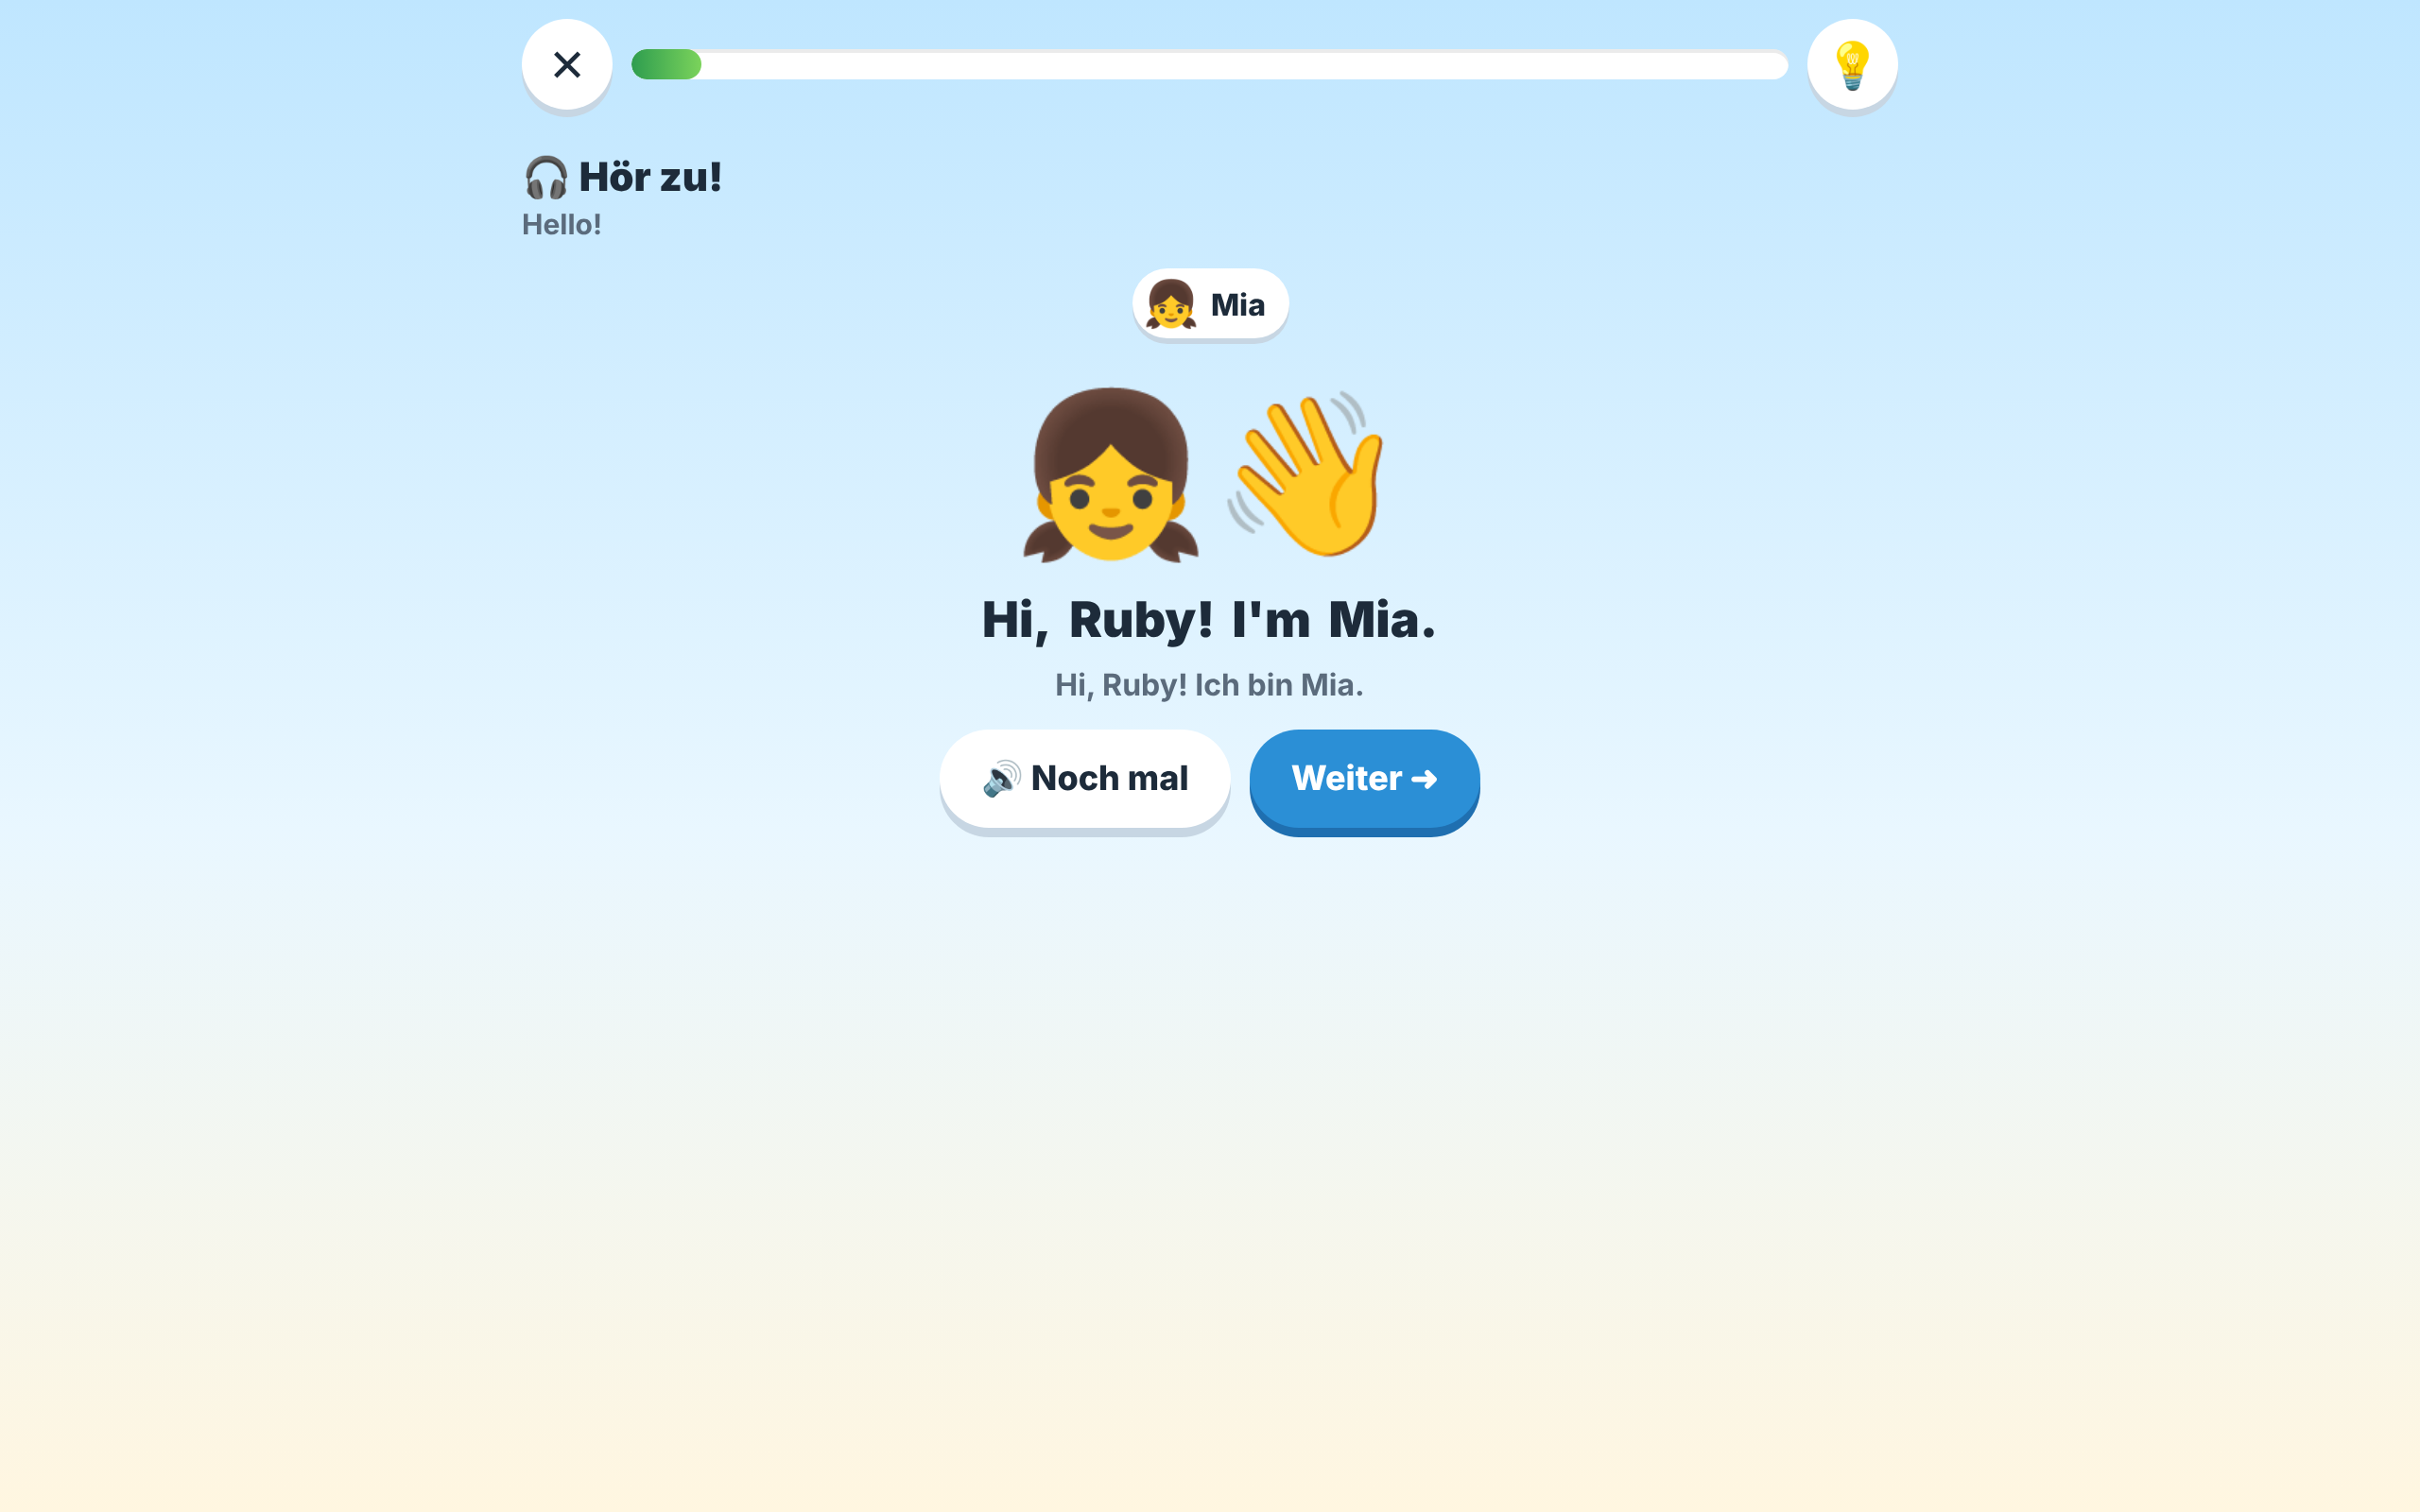 Hör zu!
Hello!
Mia
Hi, Ruby! I'm Mia.
Hi, Ruby! Ich bin Mia.
Noch mal
Weiter ➜